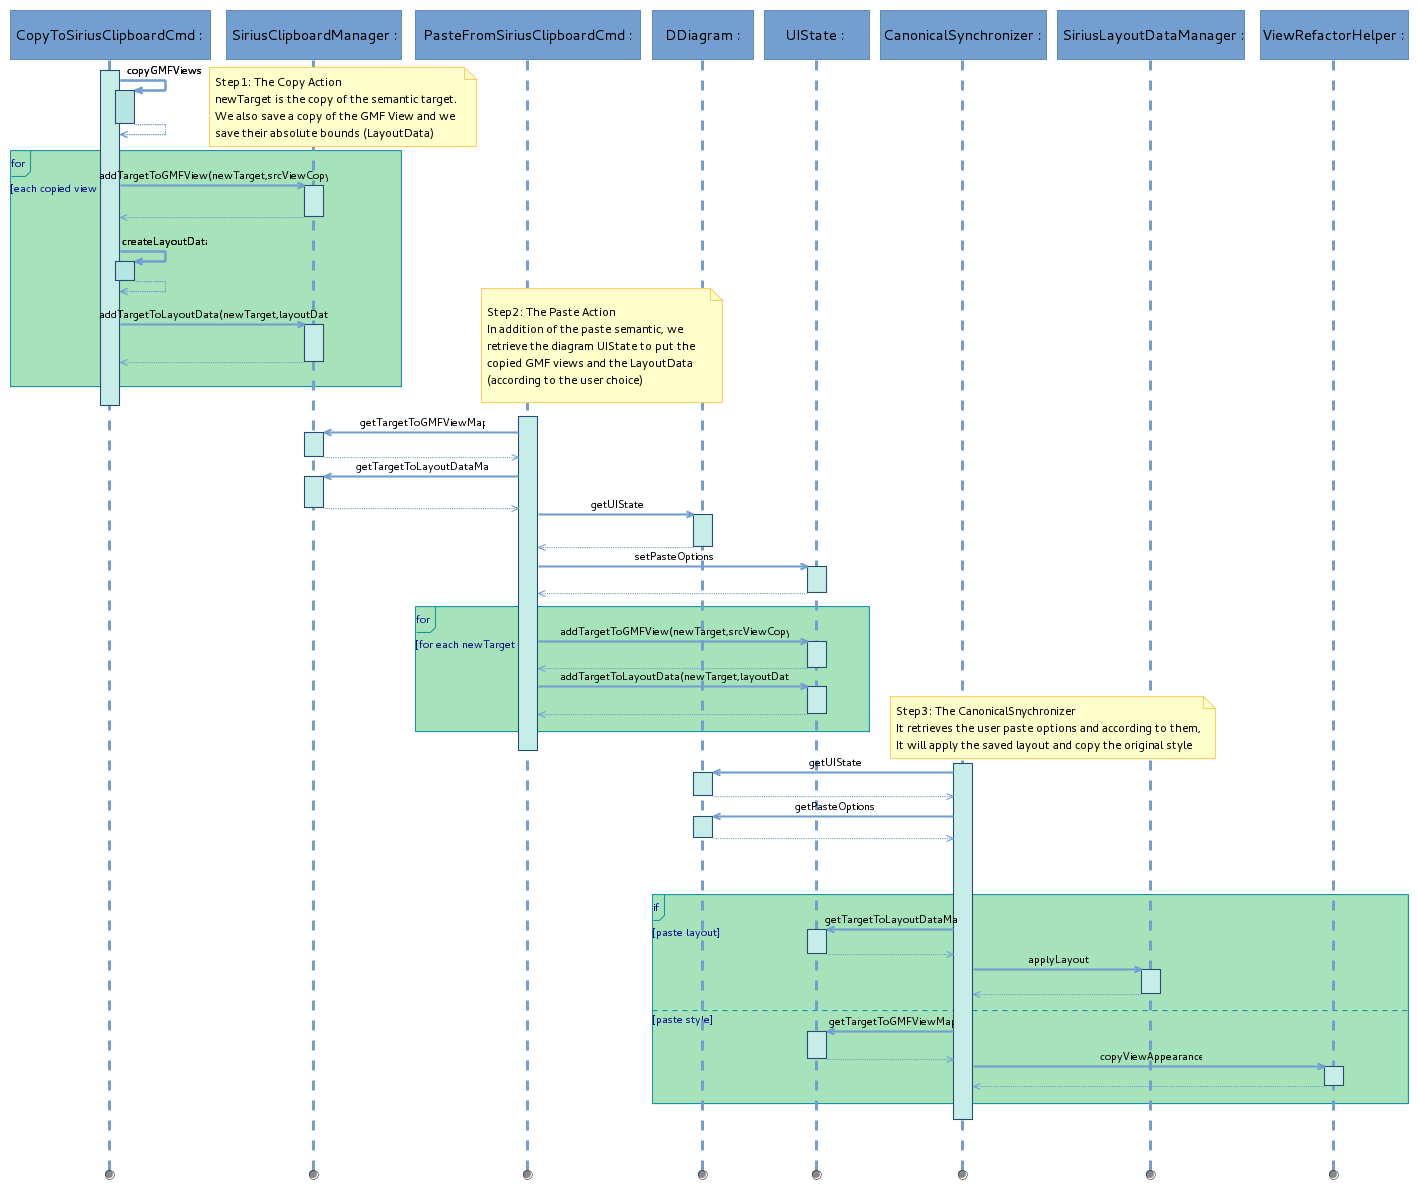 CopyToSiriusClipboardCmd :
SiriusClipboardManager :
PasteFromSiriusClipboardCmd :
DDiagram :
UIState :
CanonicalSynchronizer :
SiriusLayoutDataManager :
ViewRefactorHelper :
copyGMFViews
Step1: The Copy Action
newTarget is the copy of the semantic target.
We also save a copy of the GMF View and we
save their absolute bounds (LayoutData)
for
[each copied view
addTargetToGMFView(newTarget,srcViewCopy
createLayoutData
addTargetToLayoutData(newTarget,layoutDat
Step2: The Paste Action
In addition of the paste semantic, we
retrieve the diagram UIState to put the
copied GMF views and the LayoutData
(according to the user choice)
getTargetToGMFViewMap
getTargetToLayoutDataMa
getUIState
setPasteOptions
for
[for each newTarget
addTargetToGMFView(newTarget,srcViewCopy
addTargetToLayoutData(newTarget,layoutDat
Step3: The CanonicalSnychronizer
It retrieves the user paste options and according to them,
It will apply the saved layout and copy the original style
getUIState
getPasteOptions
if
[paste layout]
getTargetToLayoutDataMa
applyLayout
[paste style]
getTargetToGMFViewMap
copyViewAppearance